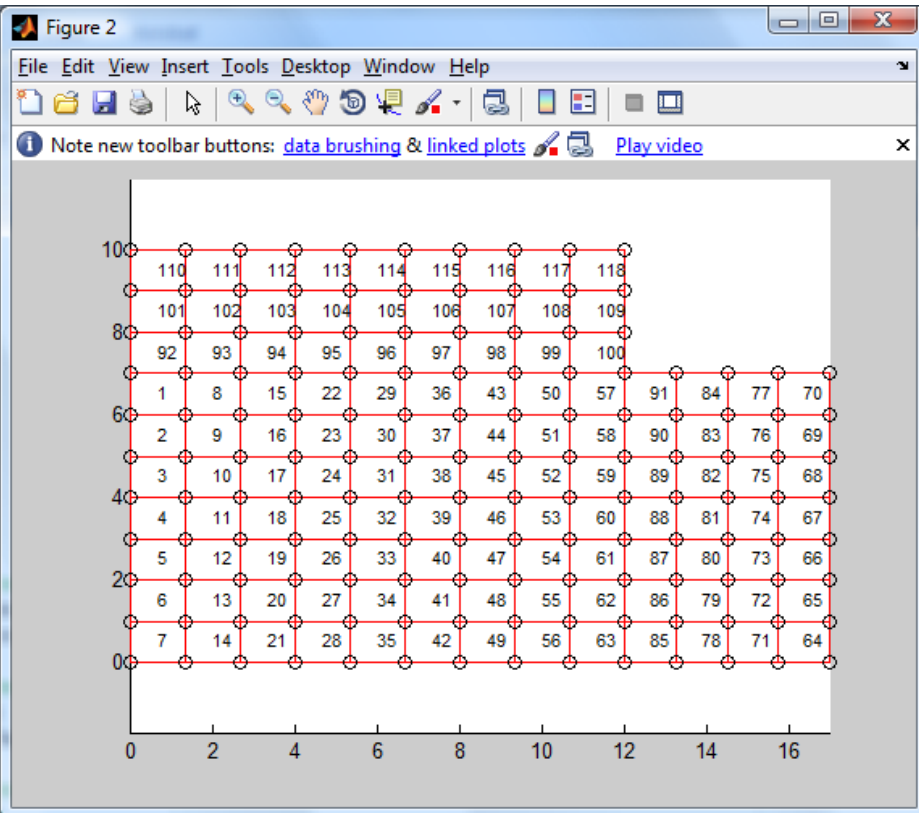 Figure 2
File Edit View Insert Tools Desktop Window Help
Note new toolbar buttons: data brushing & linked plots Play video
10
110 111 112 113 114 115 116 117 118
101 102 103 104 105 106 107 108 109
8
92 93 94 95 96 97 98 99 100
1 8 15 22 29 36 43 50 57 91 84 77 70
6
2 9 16 23 30 37 44 51 58 90 83 76 69
3 10 17 24 31 38 45 52 59 89 82 75 68
4
4 11 18 25 32 39 46 53 60 88 81 74 67
5 12 19 26 33 40 47 54 61 87 80 73 66
2
6 13 20 27 34 41 48 55 62 86 79 72 65
7 14 21 28 35 42 49 56 63 85 78 71 64
0
0 2 4 6 8 10 12 14 16